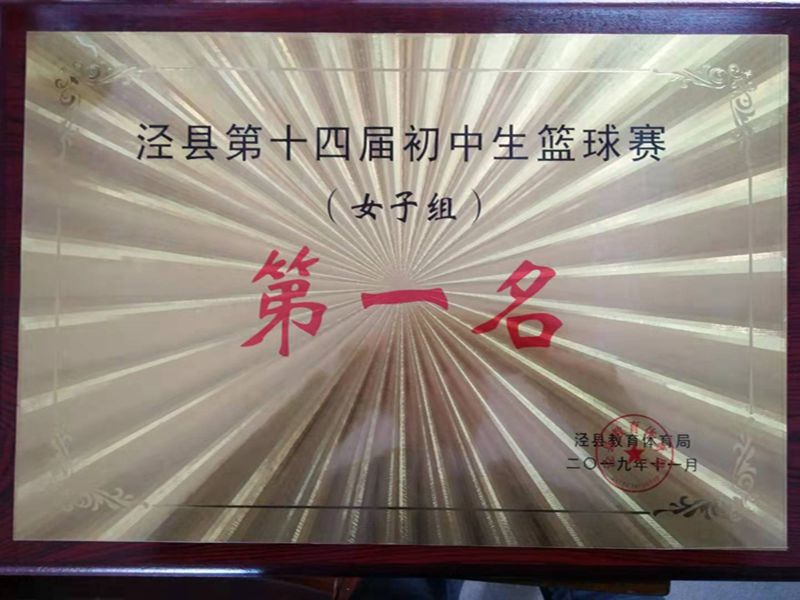 泾县第十四届初中生篮球赛
（女子组）
第一名
泾县教育体育局
二〇一九年十一月